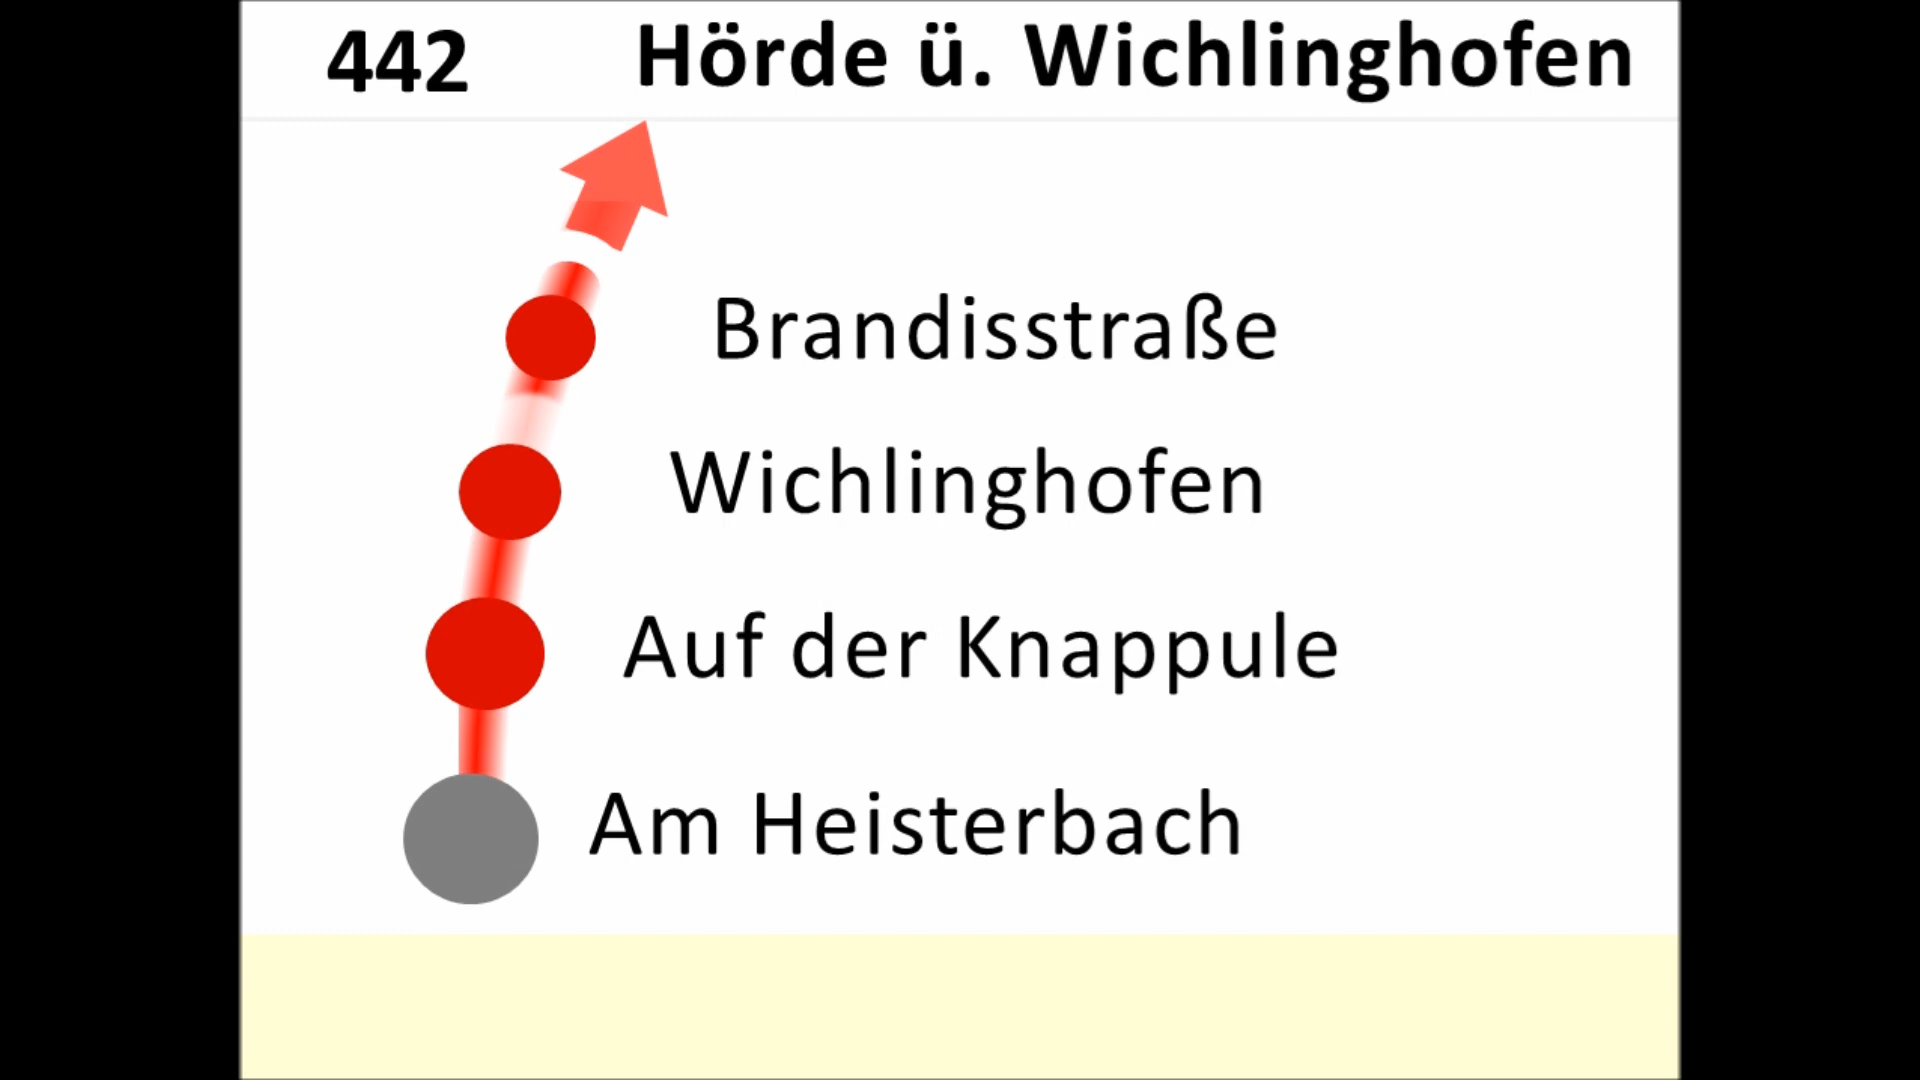 442 Hörde ü. Wichlinghofen
Brandisstraße
Wichlinghofen
Auf der Knappule
Am Heisterbach